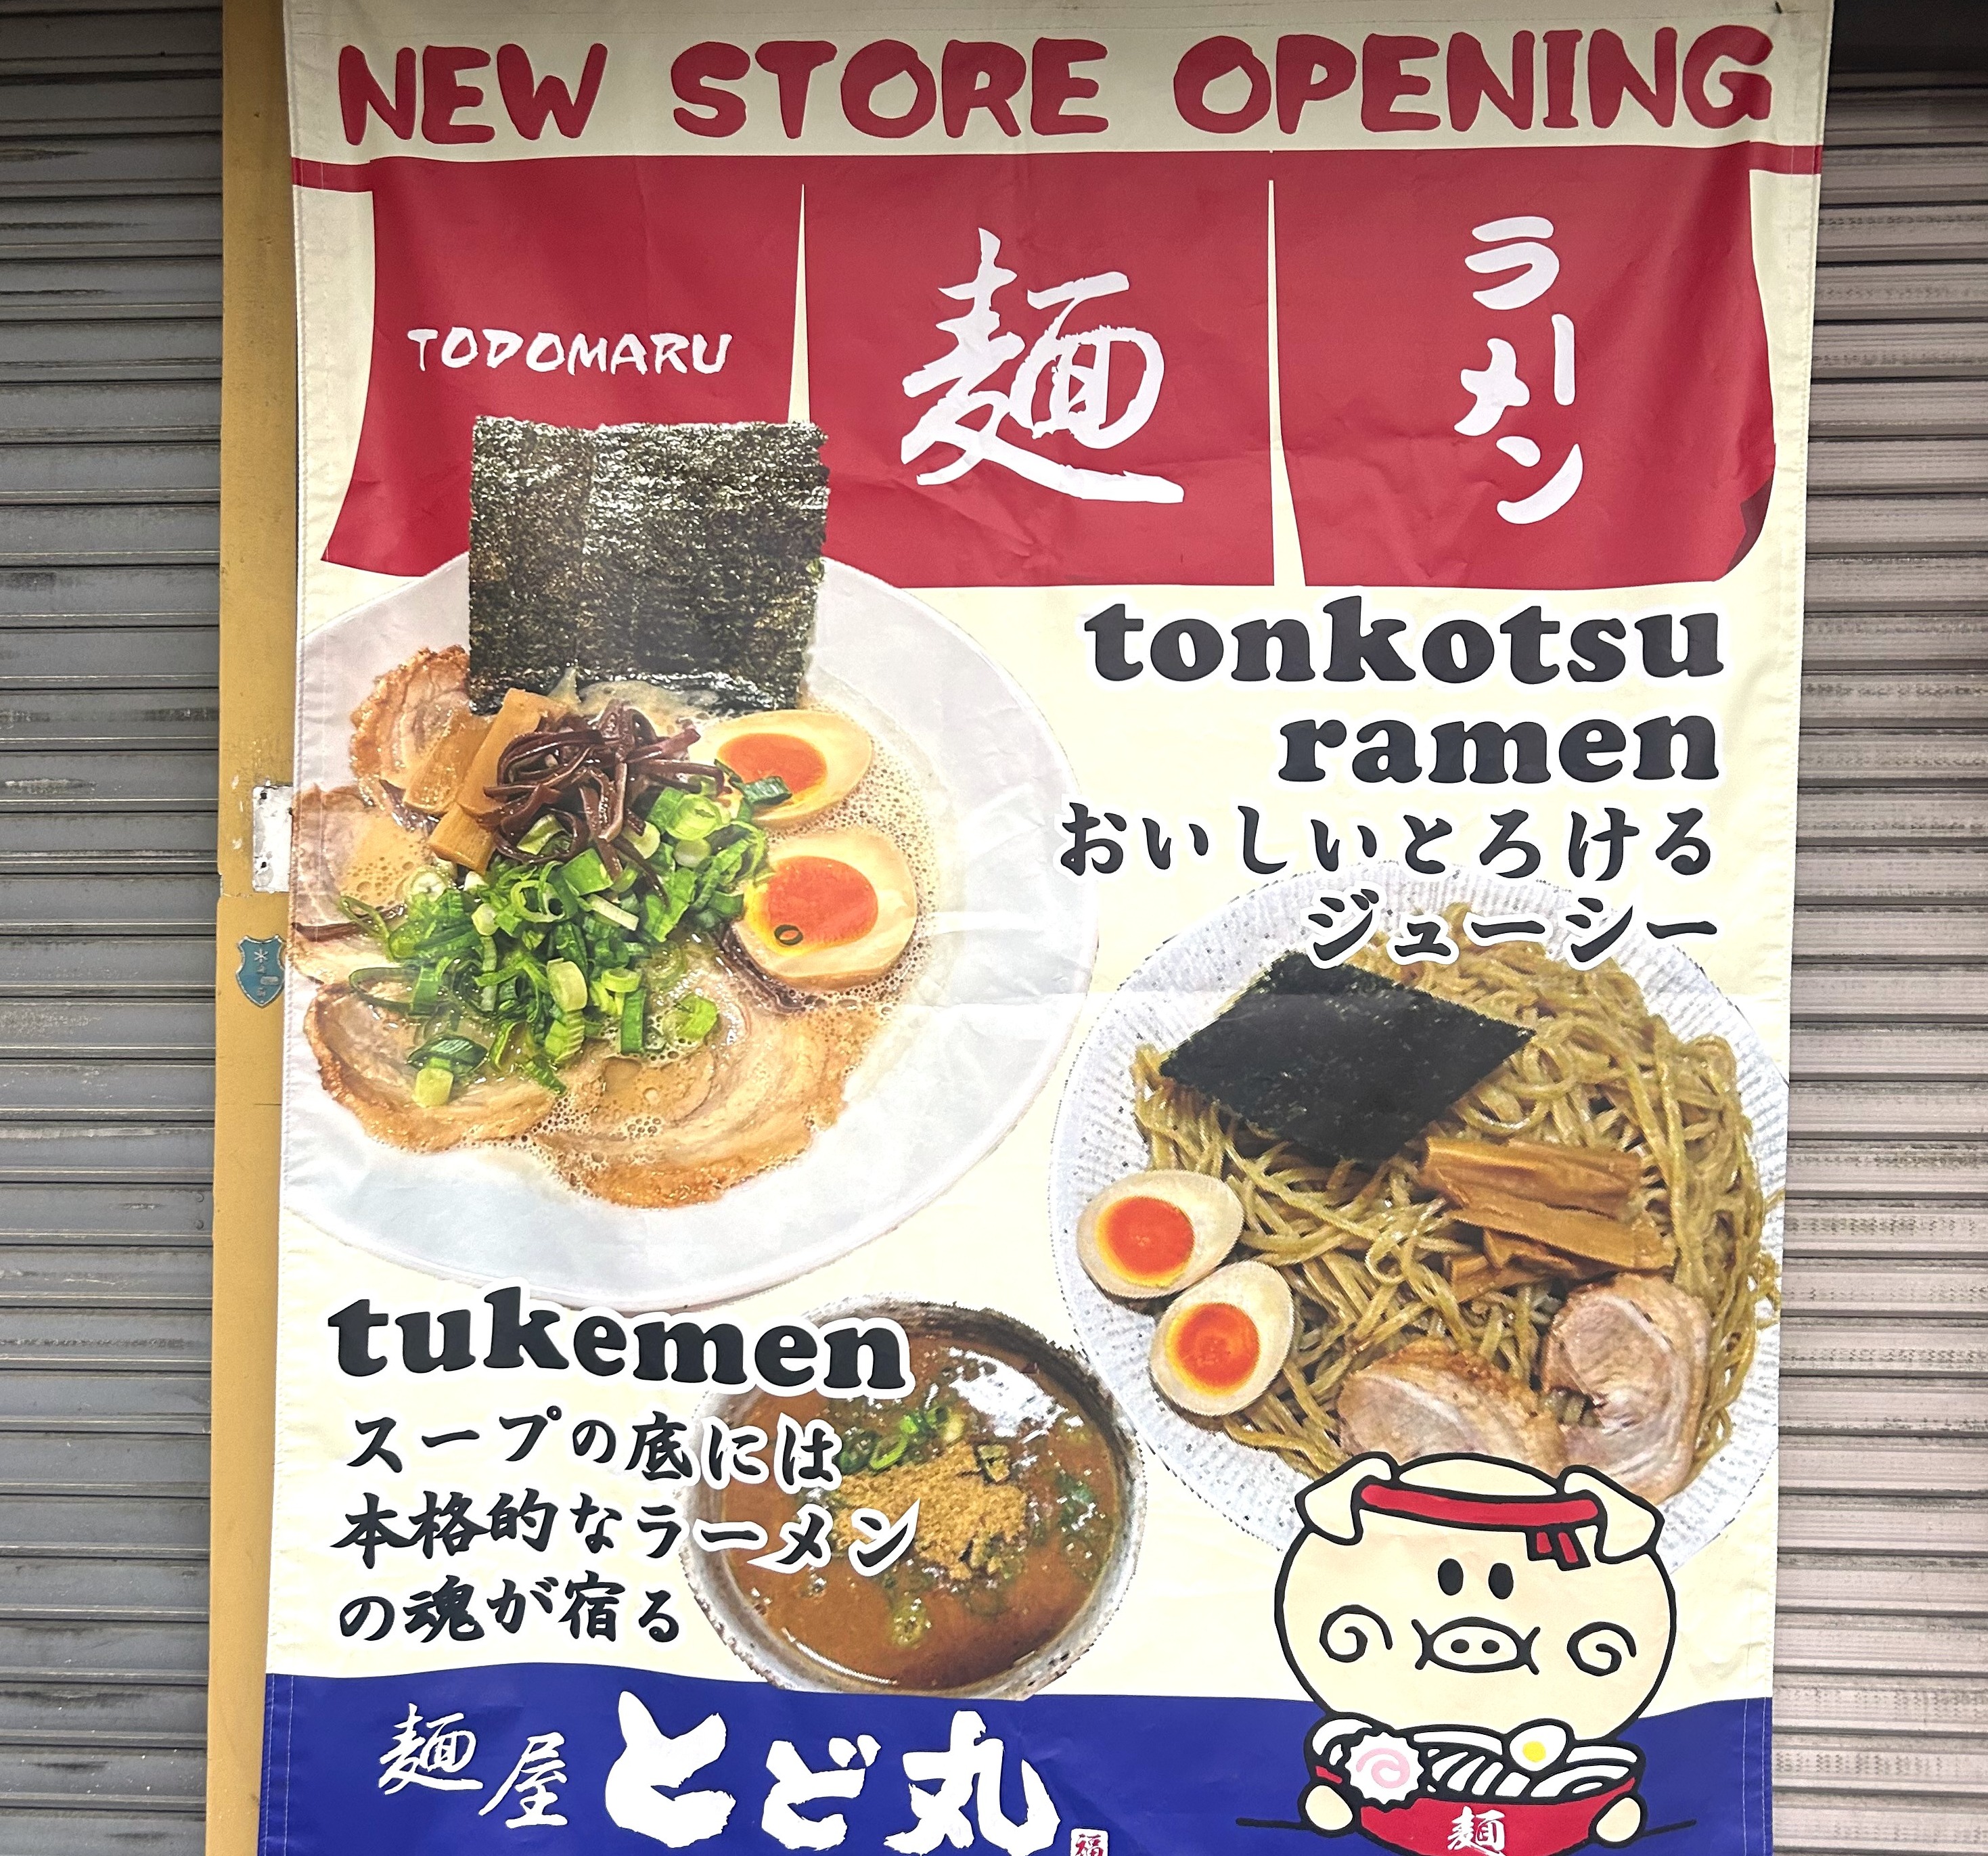 NEW STORE OPENING
TODOMARU
麺
ラーメン
tonkotsu
ramen
おいしいとろける
ジューシー
tukemen
スープの底には
本格的なラーメン
の魂が宿る
麺屋とど丸
福
麺